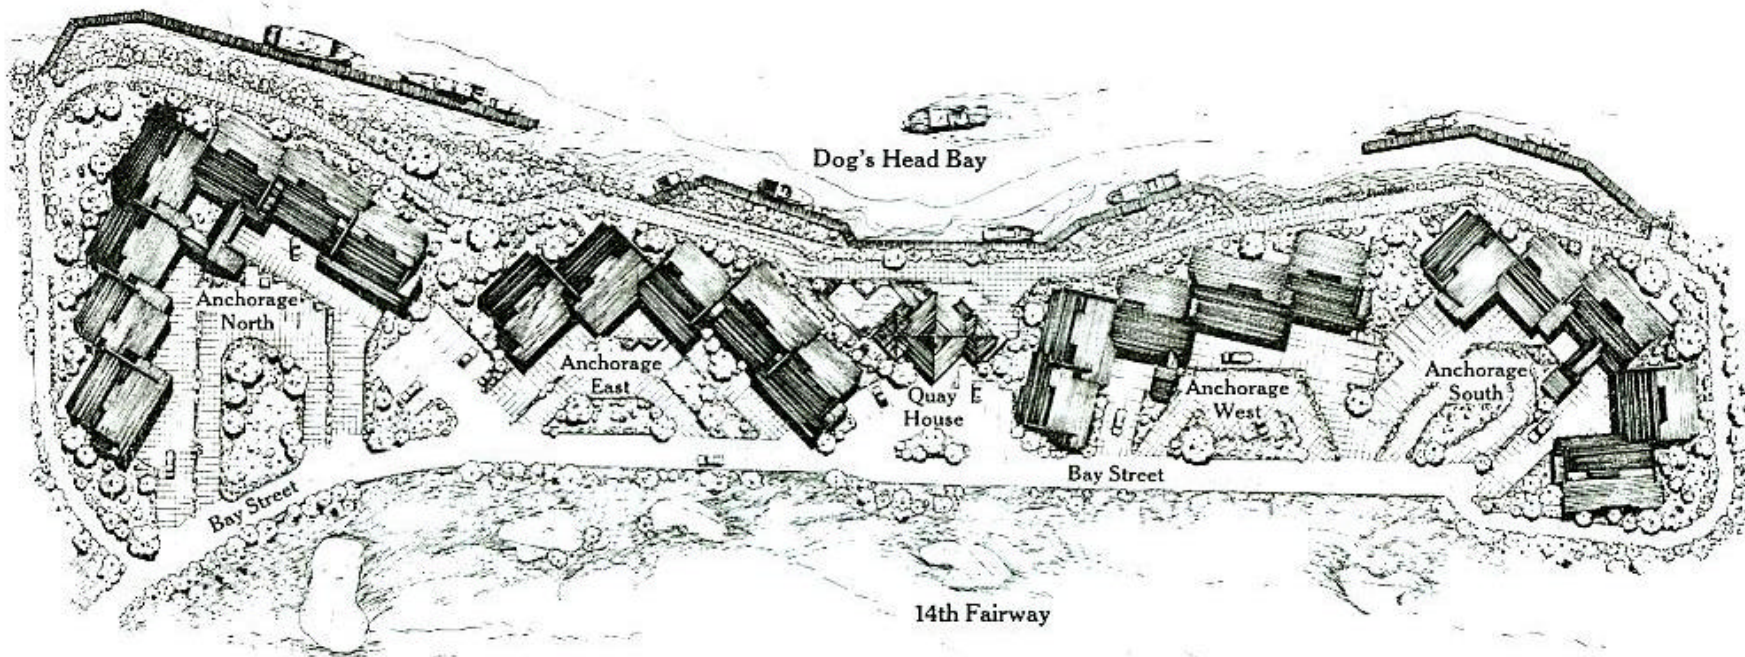 Dog's Head Bay
Anchorage
North
Anchorage
East
Quay
House
Anchorage
West
Anchorage
South
Bay Street
Bay Street
14th Fairway